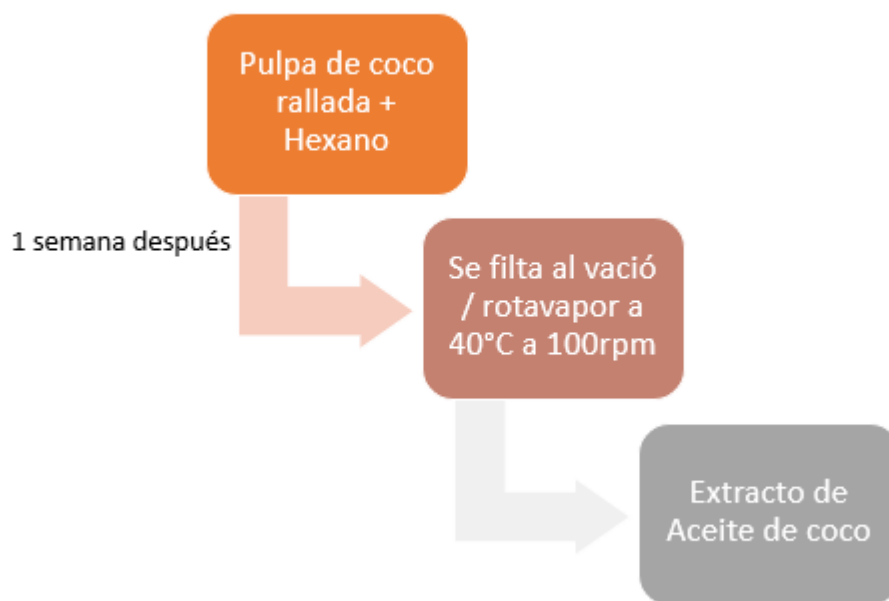 Pulpa de coco
rallada +
Hexano
1 semana después
Se filta al vació
/ rotavapor a
40°C a 100rpm
Extracto de
Aceite de coco